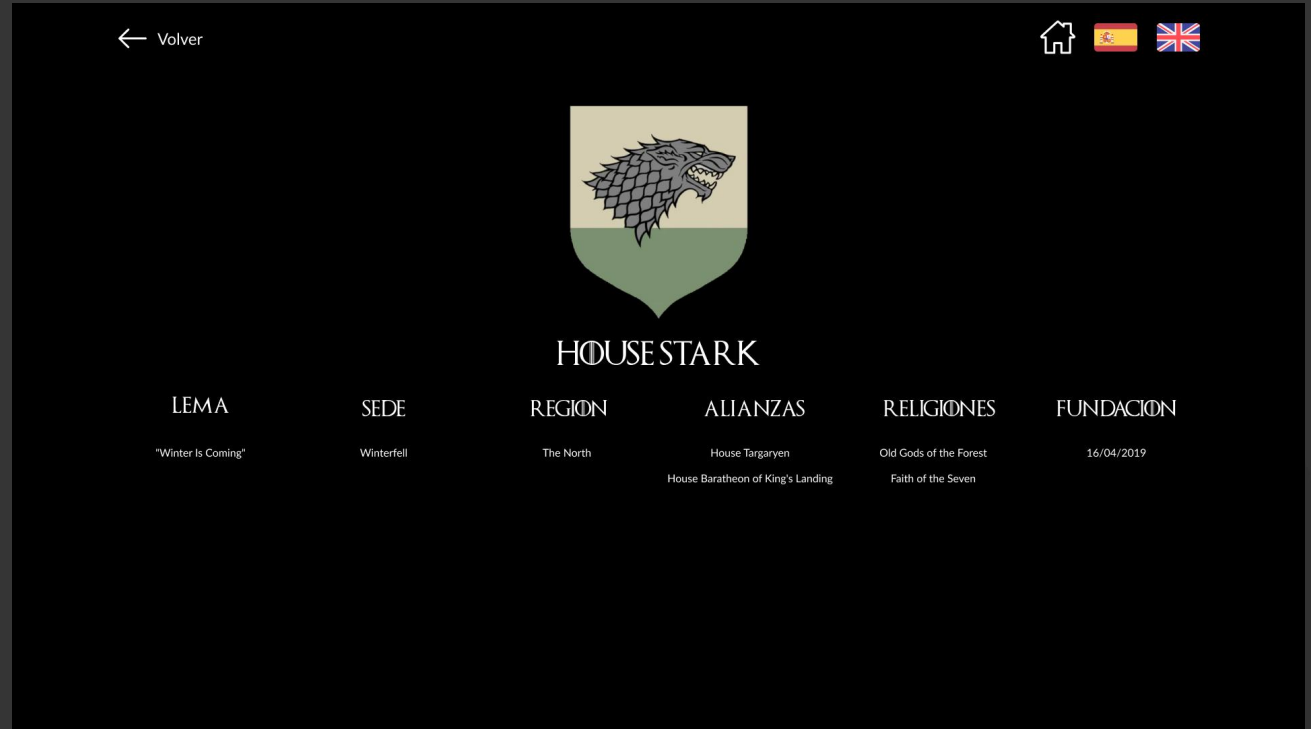 Volver
HOUSE STARK
LEMA
"Winter Is Coming"
SEDE
Winterfell
REGION
The North
ALIANZAS
House Targaryen
House Baratheon of King's Landing
RELIGIONES
Old Gods of the Forest
Faith of the Seven
FUNDACION
16/04/2019